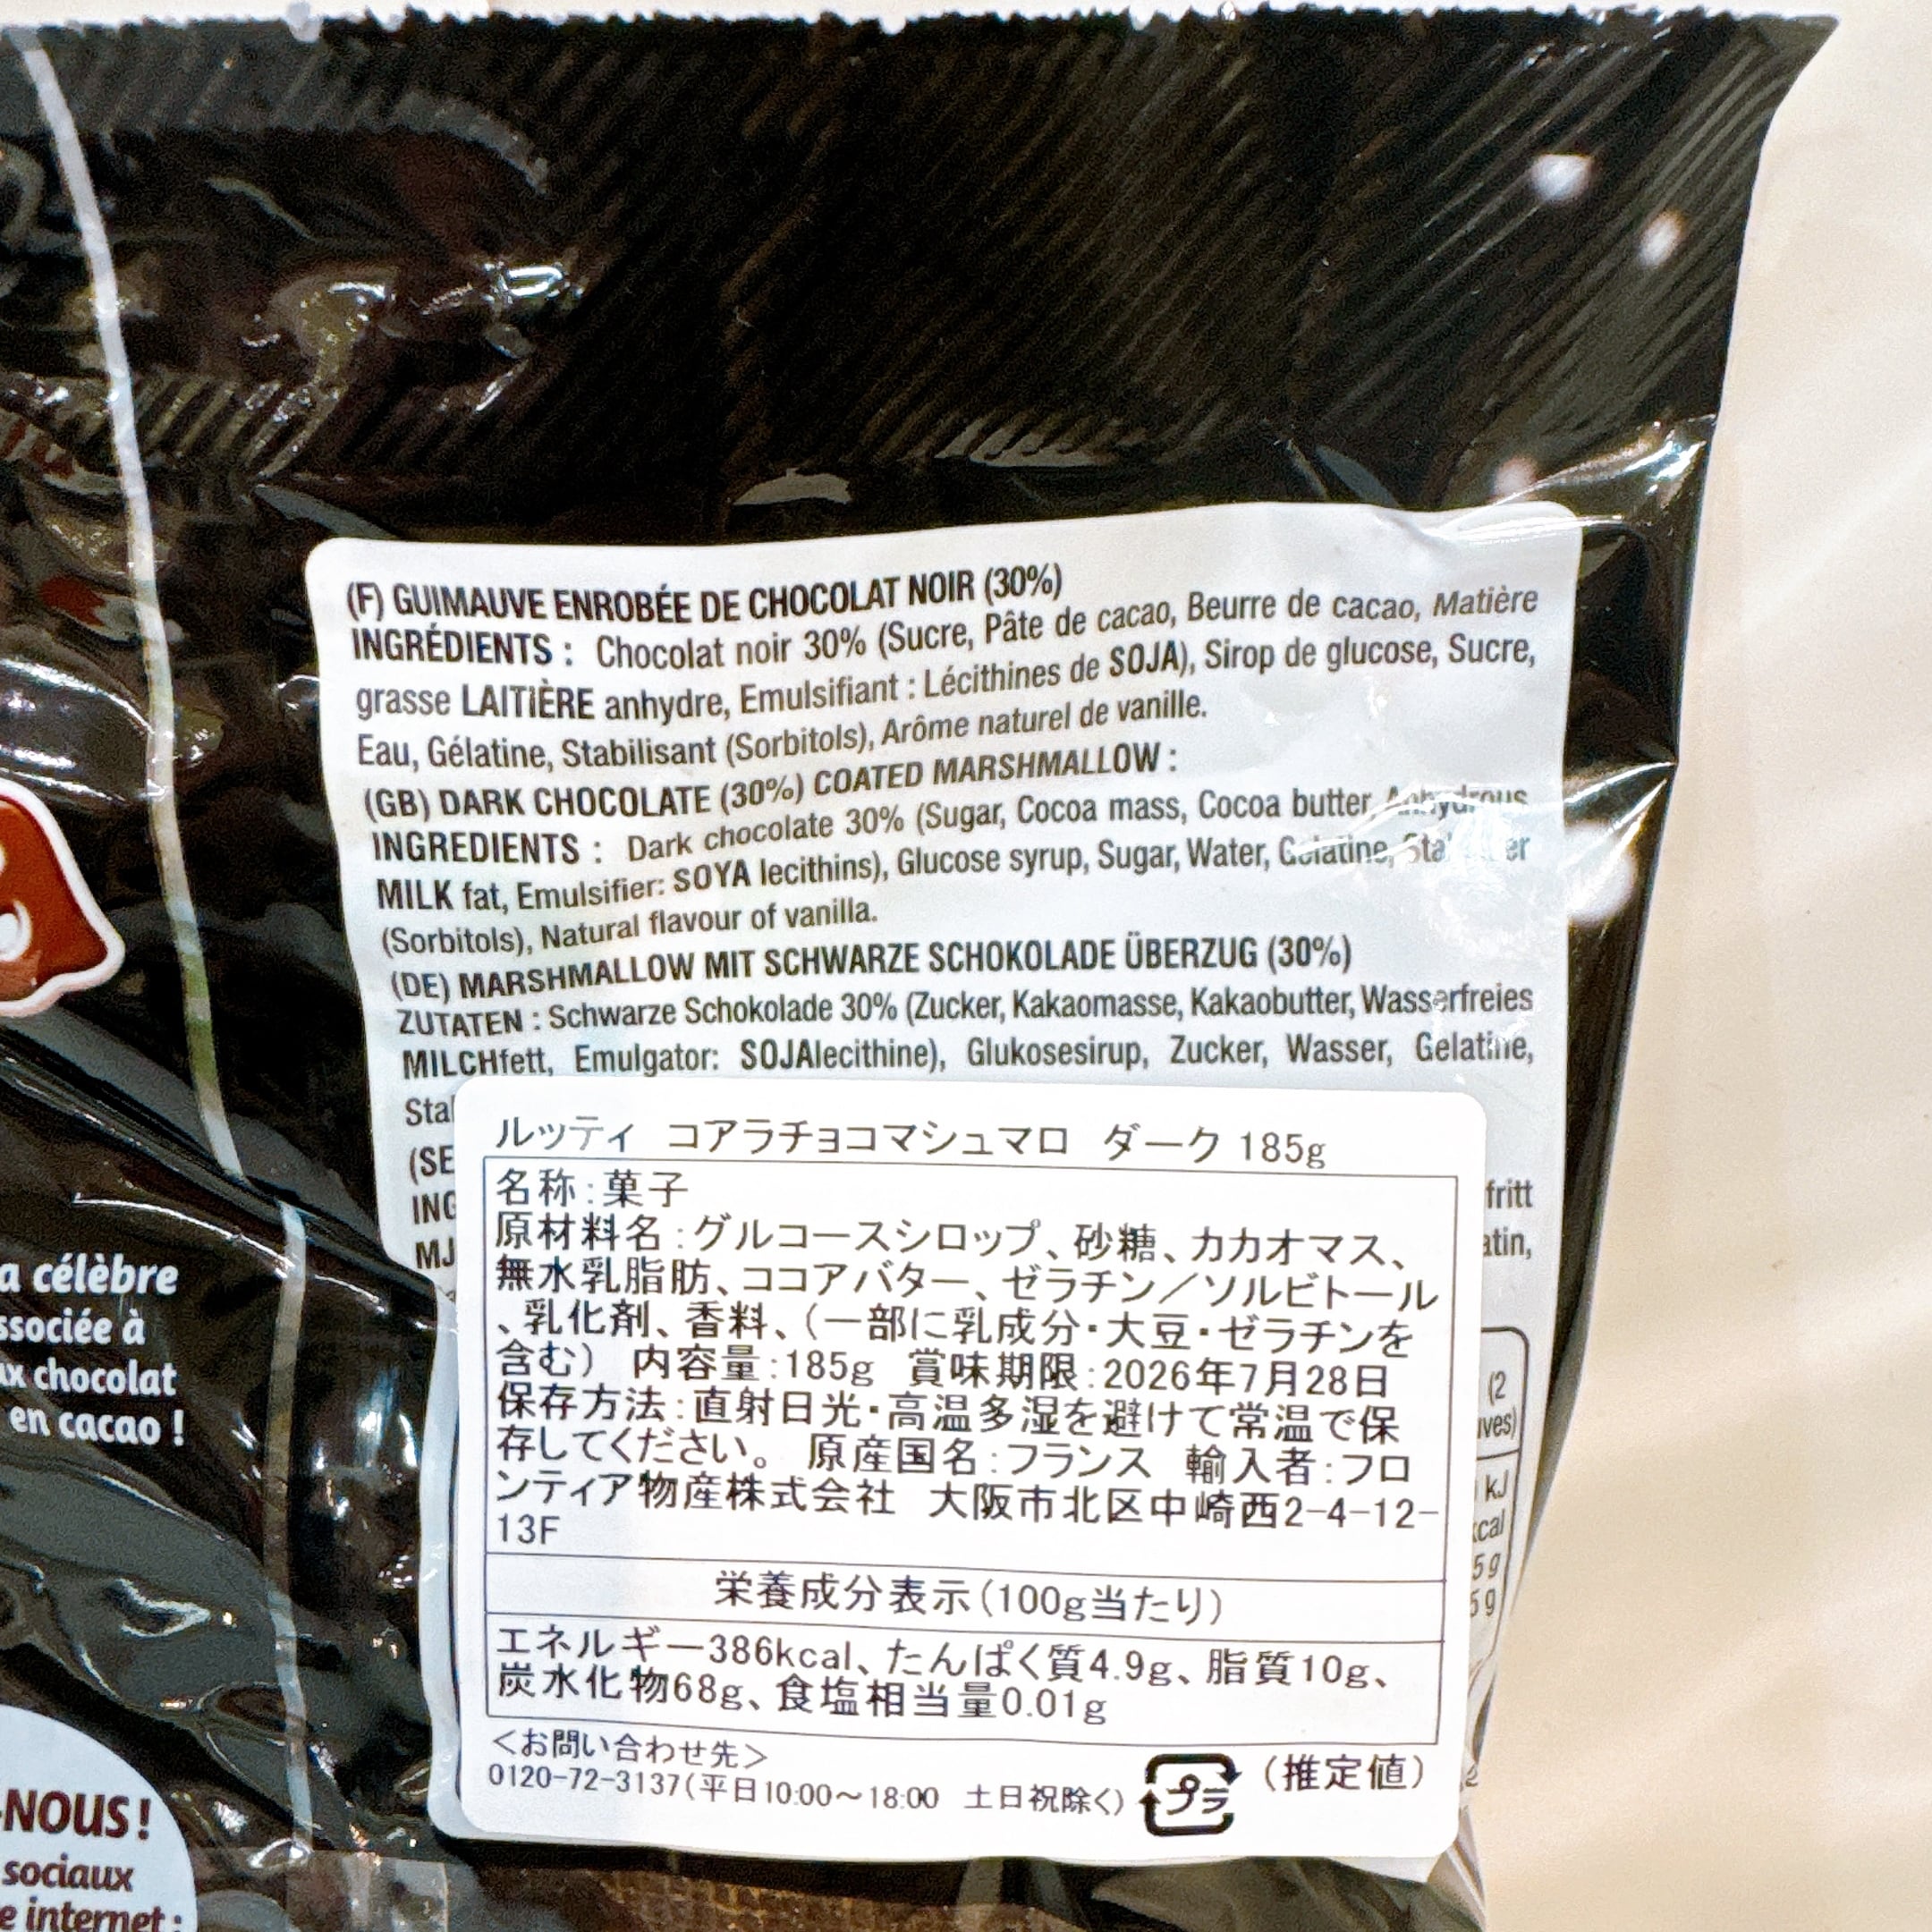 (F) GUIMAUVE ENROBÉE DE CHOCOLAT NOIR (30%)
INGRÉDIENTS : Chocolat noir 30% (Sucre, Pâte de cacao, Beurre de cacao, Matière
grasse LAITIÈRE anhydre, Emulsifiant : Lécithines de SOJA), Sirop de glucose, Sucre,
Eau, Gélatine, Stabilisant (Sorbitols), Arôme naturel de vanille.
(GB) DARK CHOCOLATE (30%) COATED MARSHMALLOW :
INGREDIENTS : Dark chocolate 30% (Sugar, Cocoa mass, Cocoa butter, Anhydrous
MILK fat, Emulsifier: SOYA lecithins), Glucose syrup, Sugar, Water, Gelatine,
(Sorbitols), Natural flavour of vanilla.
(DE) MARSHMALLOW MIT SCHWARZE SCHOKOLADE ÜBERZUG (30%)
ZUTATEN : Schwarze Schokolade 30% (Zucker, Kakaomasse, Kakaobutter, Wasserfreies
MILCHfett, Emulgator: SOJAlecithine), Glukosesirup, Zucker, Wasser, Gelatine,
Sta
(SE
ING
MJ
fritt
atin,
ルッティ コアラチョコマシュマロ ダーク 185g
名称:菓子
原材料名:グルコースシロップ、砂糖、カカオマス、
無水乳脂肪、ココアバター、ゼラチン／ソルビトール
、乳化剤、香料、(一部に乳成分・大豆・ゼラチンを
含む) 内容量:185g 賞味期限:2026年7月28日
保存方法:直射日光・高温多湿を避けて常温で保
存してください。 原産国名:フランス 輸入者:フロ
ンティア物産株式会社 大阪市北区中崎西2-4-12-
13F
栄養成分表示(100g当たり)
エネルギー386kcal、たんぱく質4.9g、脂質10g、
炭水化物68g、食塩相当量0.01g
<お問い合わせ先>
0120-72-3137(平日10:00～18:00 土日祝除く)
プラ
(推定値)
(2
ves)
kJ
kcal
5g
5g
a célèbre
ssociée à
ux chocolat
en cacao !
-NOUS !
sociaux
e internet :